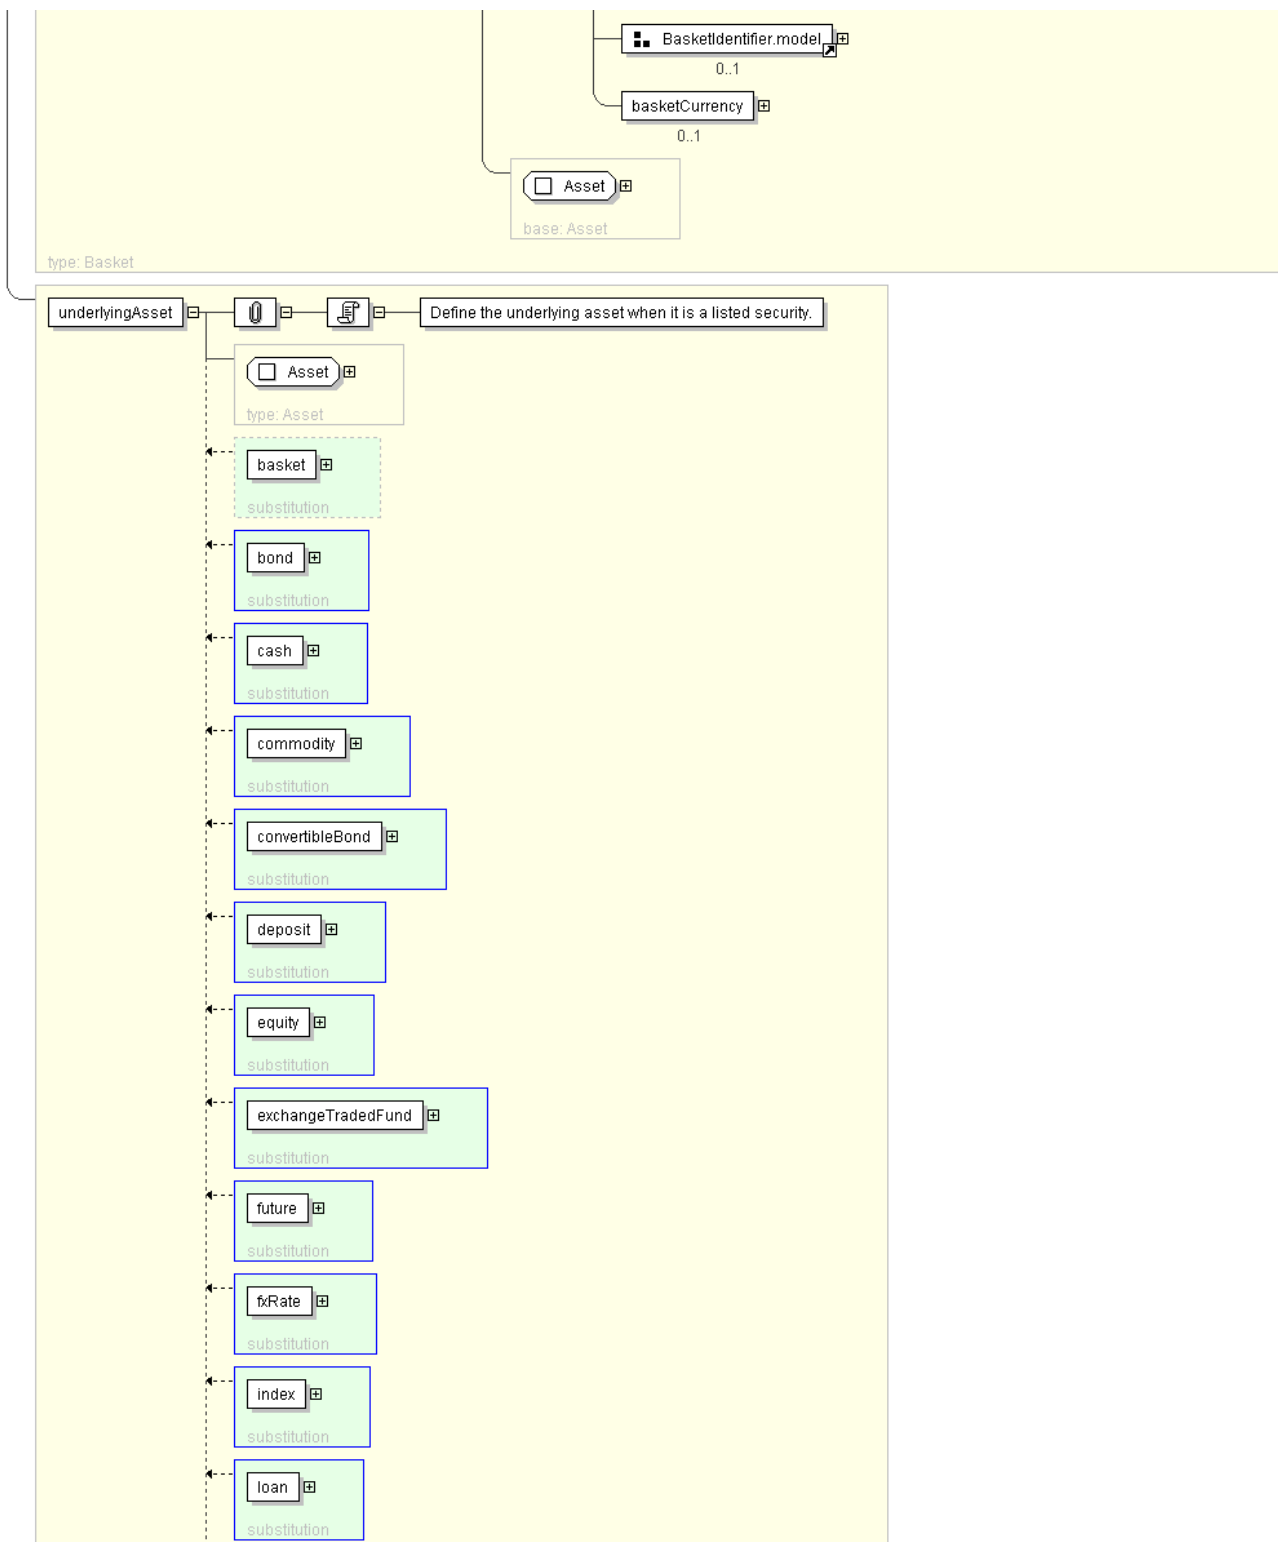 BasketIdentifier.model
0..1
basketCurrency
0..1
Asset
base: Asset
type: Basket
underlyingAsset
Define the underlying asset when it is a listed security.
Asset
type: Asset
basket
substitution
bond
substitution
cash
substitution
commodity
substitution
convertibleBond
substitution
deposit
substitution
equity
substitution
exchangeTradedFund
substitution
future
substitution
fxRate
substitution
index
substitution
loan
substitution